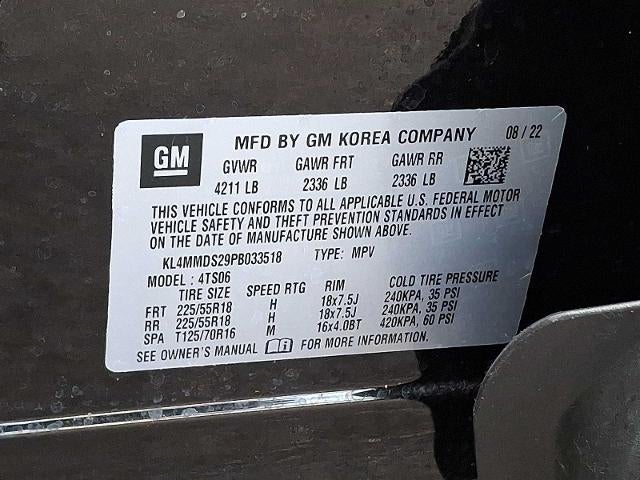 GM MFD BY GM KOREA COMPANY 08 / 22
GVWR GAWR FRT GAWR RR
4211 LB 2336 LB 2336 LB
THIS VEHICLE CONFORMS TO ALL APPLICABLE U.S. FEDERAL MOTOR
VEHICLE SAFETY AND THEFT PREVENTION STANDARDS IN EFFECT
ON THE DATE OF MANUFACTURE SHOWN ABOVE.
KL4MMDS29PB033518 TYPE: MPV
MODEL : 4TS06
TIRE SIZE SPEED RTG RIM COLD TIRE PRESSURE
FRT 225/55R18 H 18x7.5J 240KPA, 35 PSI
RR 225/55R18 H 18x7.5J 240KPA, 35 PSI
SPA T125/70R16 M 16x4.0BT 420KPA, 60 PSI
SEE OWNER'S MANUAL i FOR MORE INFORMATION.